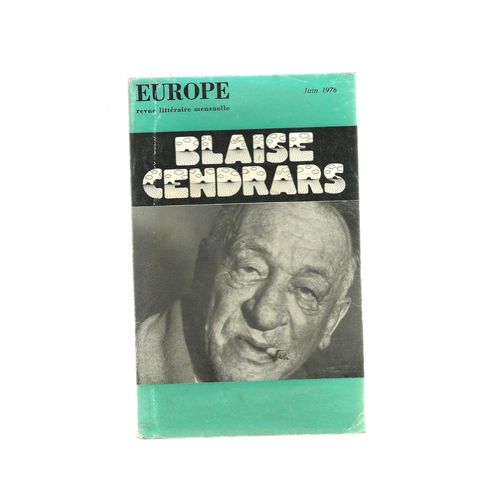 EUROPE
Juin 1976
revue littéraire mensuelle
BLAISE
CENDRARS